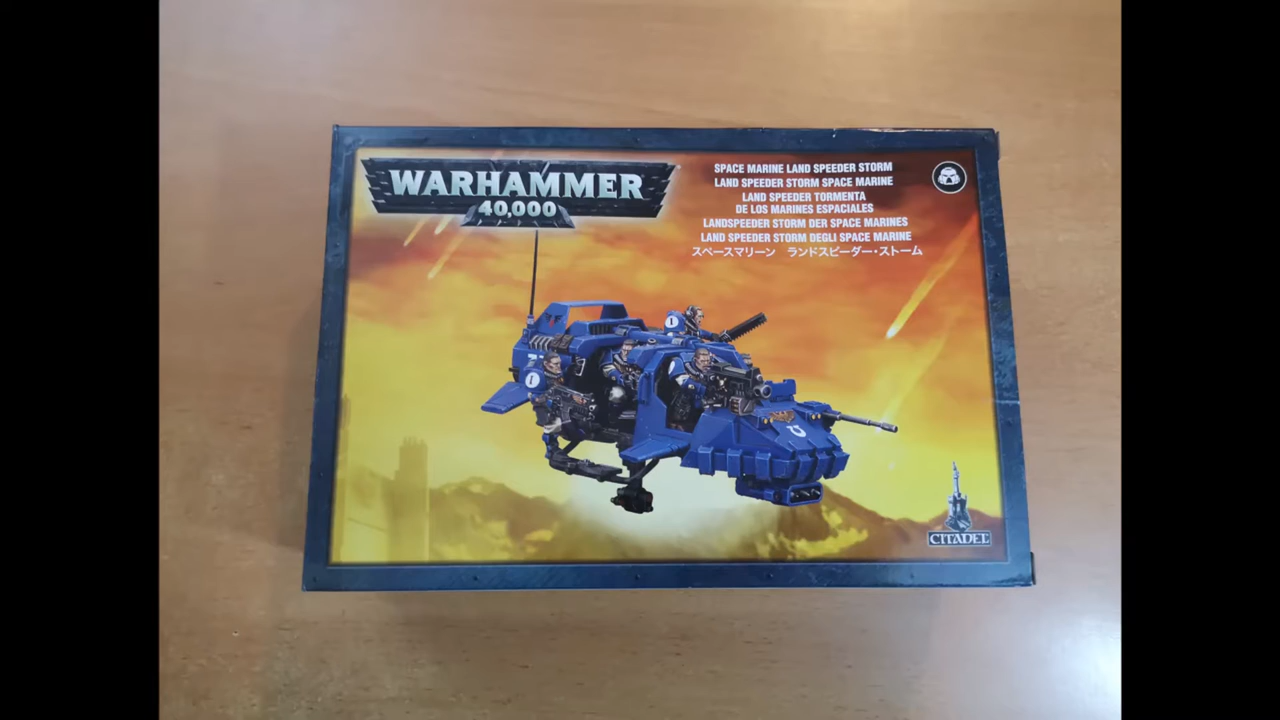 WARHAMMER
40,000
SPACE MARINE LAND SPEEDER STORM
LAND SPEEDER STORM SPACE MARINE
LAND SPEEDER TORMENTA
DE LOS MARINES ESPACIALES
LANDSPEEDER STORM DER SPACE MARINES
LAND SPEEDER STORM DEGLI SPACE MARINE
スペースマリーン ランドスピーダー・ストーム
CITADEL